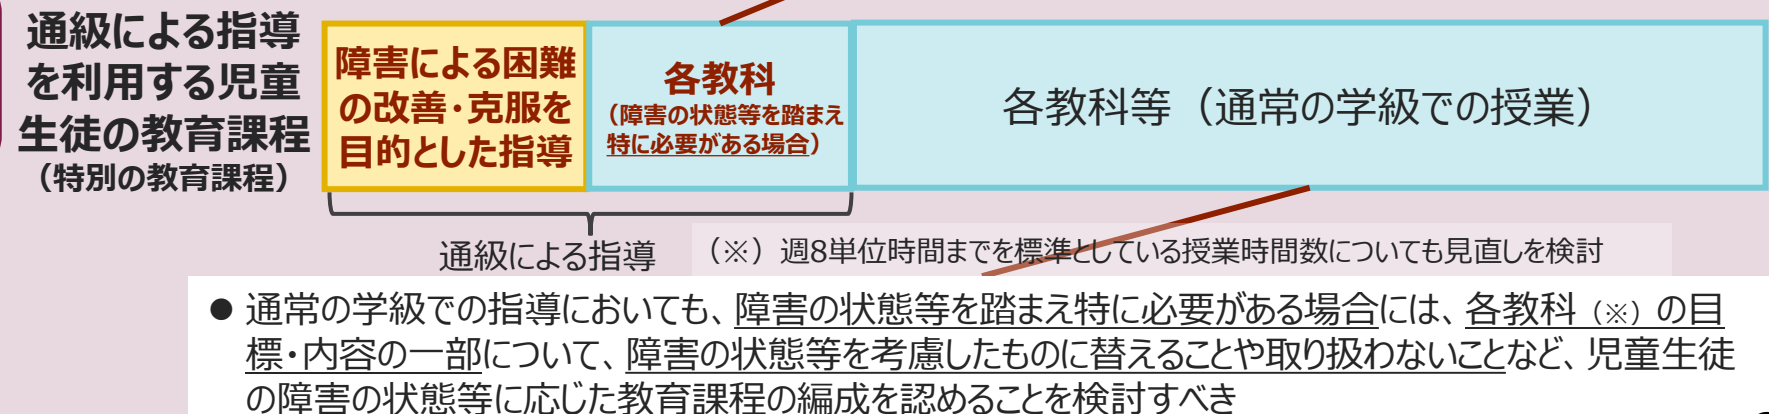 通級による指導
を利用する児童
生徒の教育課程
（特別の教育課程）
障害による困難
の改善・克服を
目的とした指導
各教科
（障害の状態等を踏まえ
特に必要がある場合）
各教科等（通常の学級での授業）
通級による指導
（※）週8単位時間までを標準としている授業時間数についても見直しを検討
● 通常の学級での指導においても、障害の状態等を踏まえ特に必要がある場合には、各教科（※）の目
標・内容の一部について、障害の状態等を考慮したものに替えることや取り扱わないことなど、児童生徒
の障害の状態等に応じた教育課程の編成を認めることを検討すべき